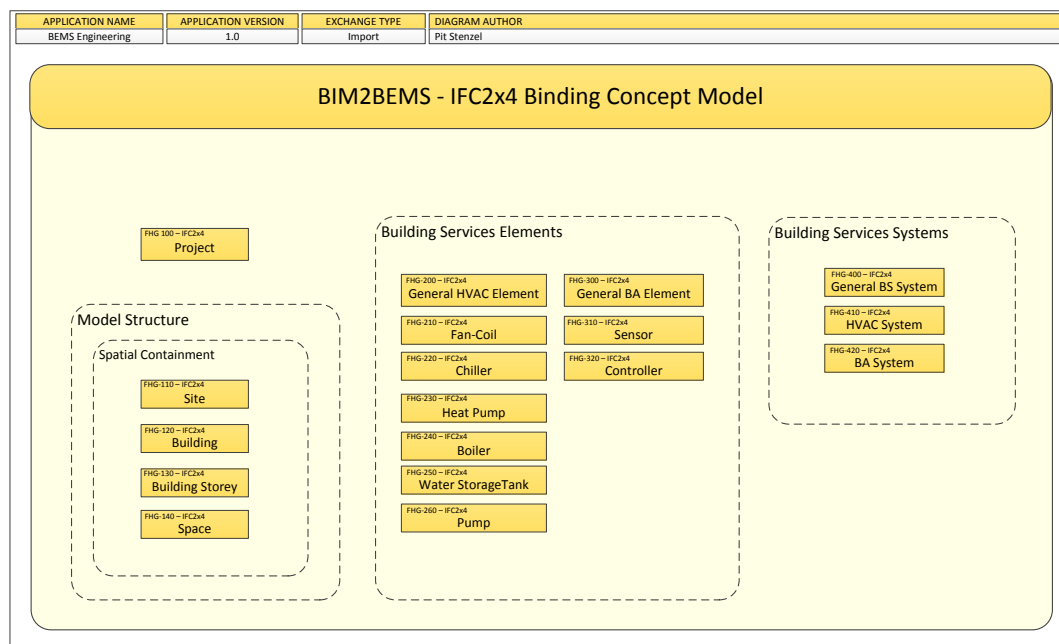 APPLICATION NAME
APPLICATION VERSION
EXCHANGE TYPE
DIAGRAM AUTHOR
BEMS Engineering
1.0
Import
Pit Stenzel
BIM2BEMS - IFC2x4 Binding Concept Model
FHG 100 – IFC2x4
Project
Model Structure
Spatial Containment
FHG-110 – IFC2x4
Site
FHG-120 – IFC2x4
Building
FHG-130 – IFC2x4
Building Storey
FHG-140 – IFC2x4
Space
Building Services Elements
FHG-200 – IFC2x4
General HVAC Element
FHG-210 – IFC2x4
Fan-Coil
FHG-220 – IFC2x4
Chiller
FHG-230 – IFC2x4
Heat Pump
FHG-240 – IFC2x4
Boiler
FHG-250 – IFC2x4
Water StorageTank
FHG-260 – IFC2x4
Pump
FHG-300 – IFC2x4
General BA Element
FHG-310 – IFC2x4
Sensor
FHG-320 – IFC2x4
Controller
Building Services Systems
FHG-400 – IFC2x4
General BS System
FHG-410 – IFC2x4
HVAC System
FHG-420 – IFC2x4
BA System